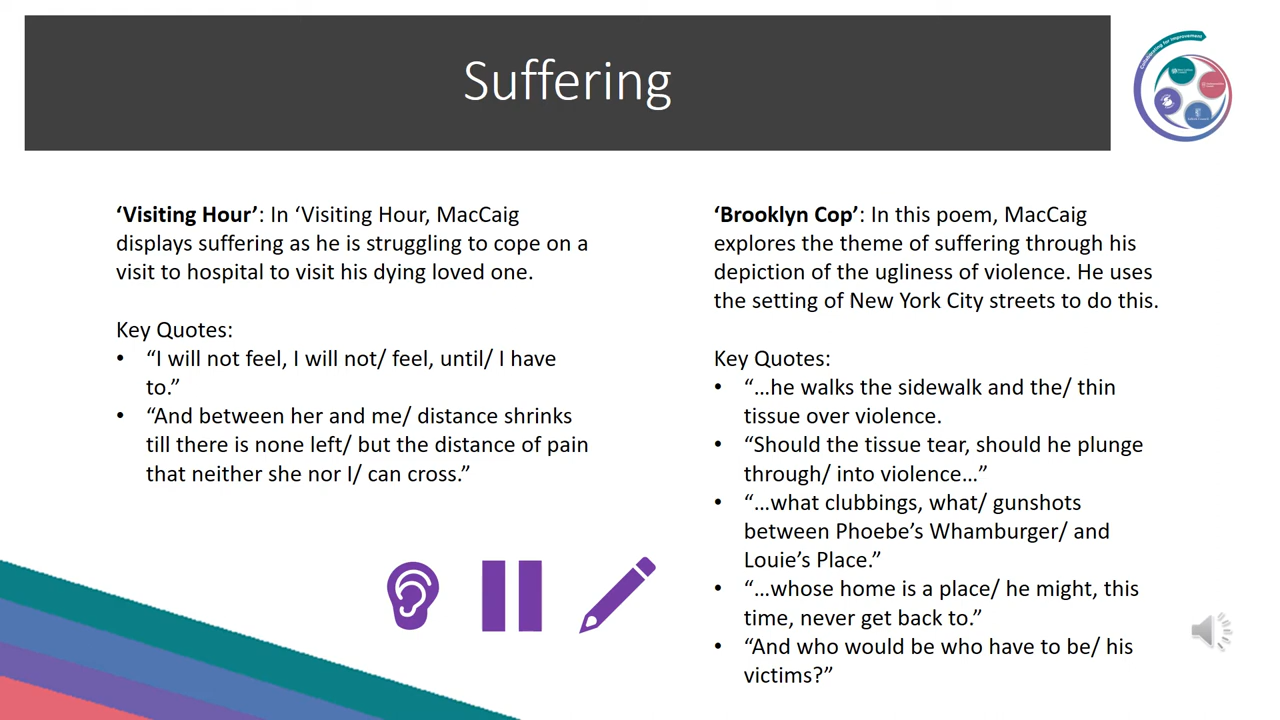 Suffering
Collaborating for Improvement
‘Visiting Hour’: In ‘Visiting Hour, MacCaig
displays suffering as he is struggling to cope on a
visit to hospital to visit his dying loved one.
Key Quotes:
• “I will not feel, I will not/ feel, until/ I have
to.”
• “And between her and me/ distance shrinks
till there is none left/ but the distance of pain
that neither she nor I/ can cross.”
‘Brooklyn Cop’: In this poem, MacCaig
explores the theme of suffering through his
depiction of the ugliness of violence. He uses
the setting of New York City streets to do this.
Key Quotes:
• “…he walks the sidewalk and the/ thin
tissue over violence.
• “Should the tissue tear, should he plunge
through/ into violence…”
• “…what clubbings, what/ gunshots
between Phoebe’s Whamburger/ and
Louie’s Place.”
• “…whose home is a place/ he might, this
time, never get back to.”
• “And who would be who have to be/ his
victims?”